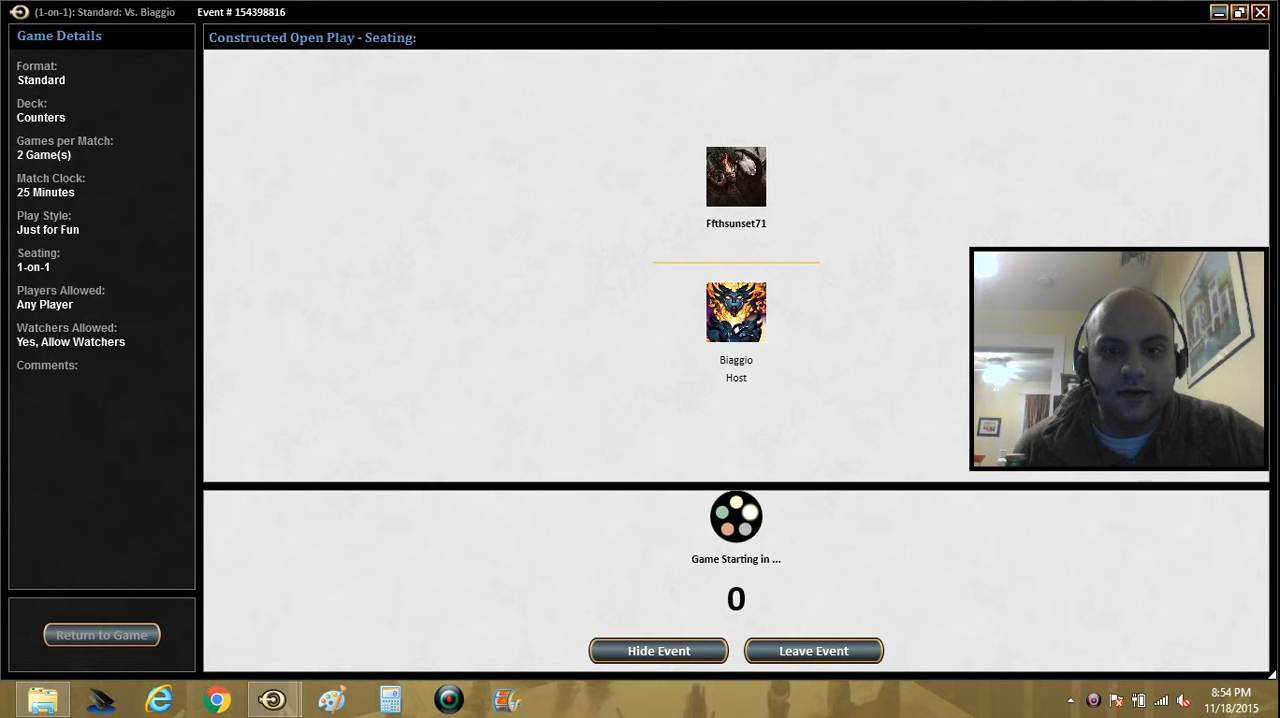 (1-on-1): Standard: Vs. Biaggio
Event # 154398816
Game Details
Format:
Standard
Deck:
Counters
Games per Match:
2 Game(s)
Match Clock:
25 Minutes
Play Style:
Just for Fun
Seating:
1-on-1
Players Allowed:
Any Player
Watchers Allowed:
Yes, Allow Watchers
Comments:
Return to Game
Constructed Open Play - Seating:
Ffthsunset71
Biaggio
Host
Game Starting in ...
0
Hide Event
Leave Event
8:54 PM
11/18/2015